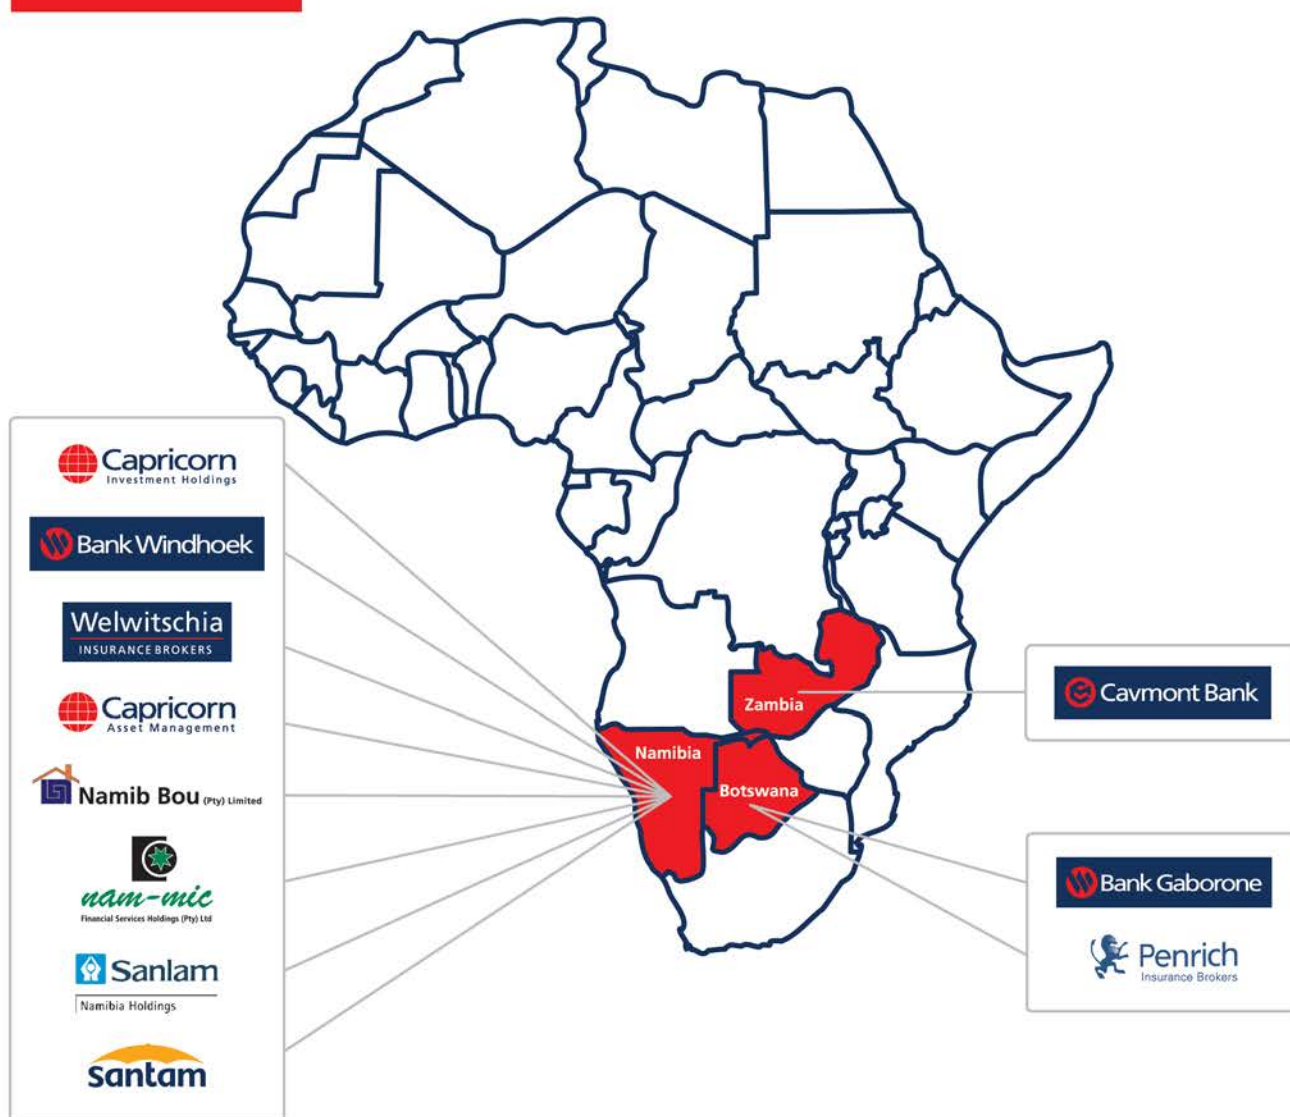 Capricorn
Investment Holdings
Bank Windhoek
Welwitschia
INSURANCE BROKERS
Capricorn
Asset Management
Namib Bou (Pty) Limited
nam-mic
Financial Services Holdings (Pty) Ltd
Sanlam
Namibia Holdings
santam
Zambia
Namibia
Botswana
Cavmont Bank
Bank Gaborone
Penrich
Insurance Brokers